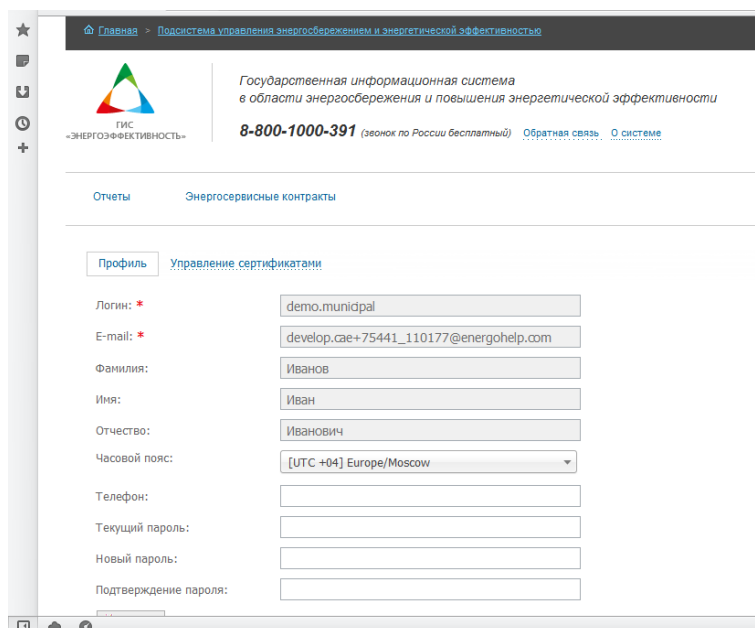 Главная > Подсистема управления энергосбережением и энергетической эффективностью
Государственная информационная система
в области энергосбережения и повышения энергетической эффективности
ГИС
«ЭНЕРГОЭФФЕКТИВНОСТЬ»
8-800-1000-391 (звонок по России бесплатный) Обратная связь О системе
Отчеты Энергосервисные контракты
Профиль Управление сертификатами
Логин: * demo.municipal
E-mail: * develop.cae+75441_110177@energohelp.com
Фамилия: Иванов
Имя: Иван
Отчество: Иванович
Часовой пояс: [UTC +04] Europe/Moscow
Телефон:
Текущий пароль:
Новый пароль:
Подтверждение пароля: